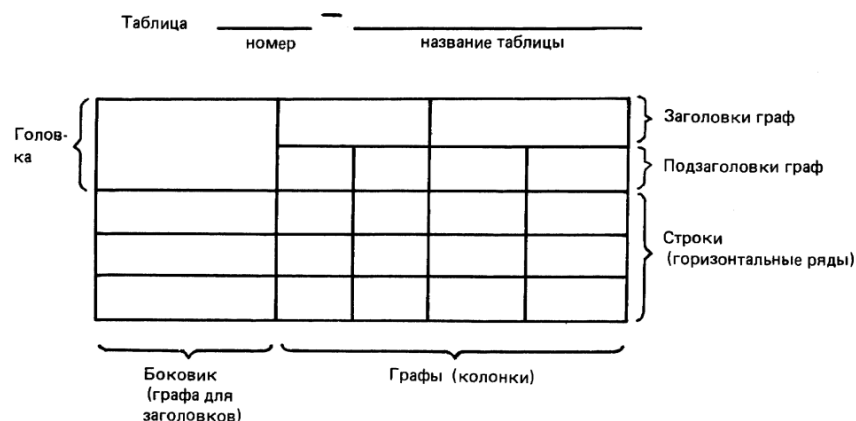 Таблица —
номер название таблицы
Голов-
ка
Заголовки граф
Подзаголовки граф
Строки
(горизонтальные ряды)
Боковик
(графа для
заголовков)
Графы (колонки)